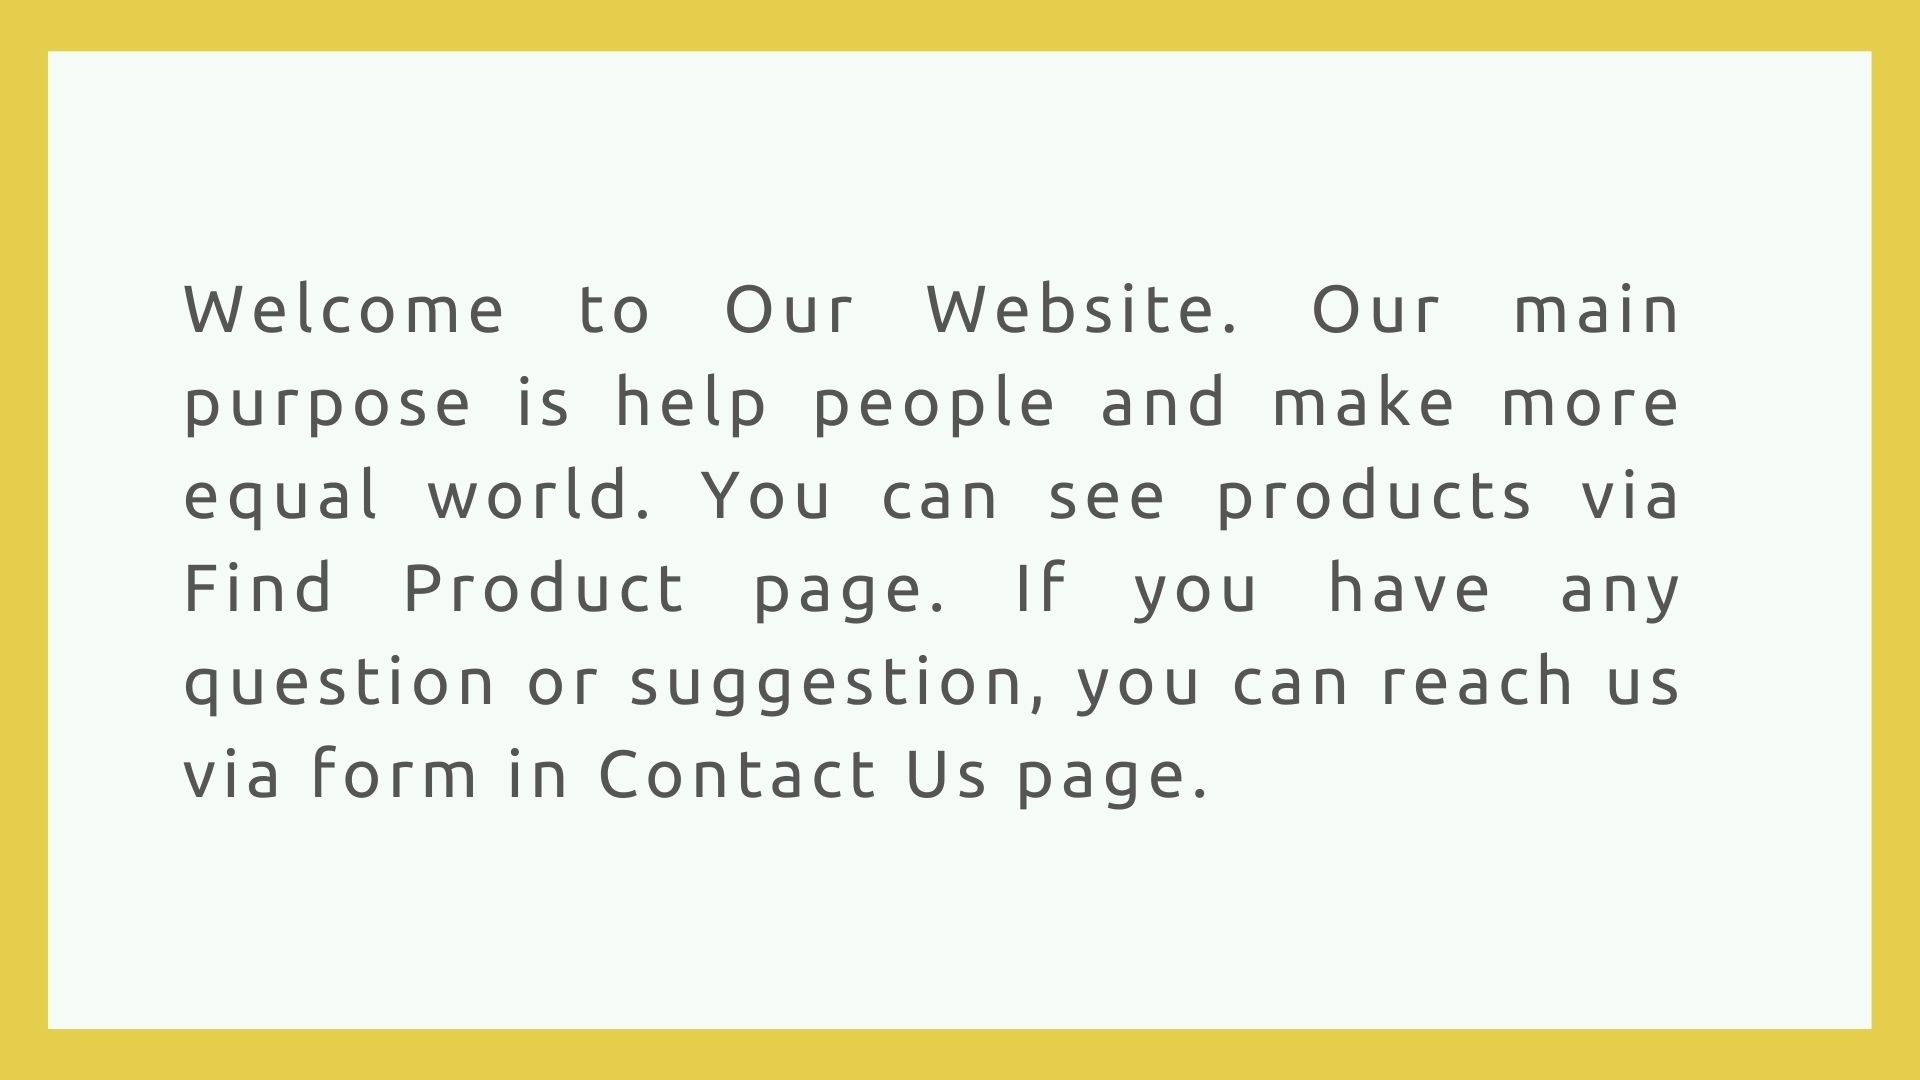 Welcome to Our Website. Our main
purpose is help people and make more
equal world. You can see products via
Find Product page. If you have any
question or suggestion, you can reach us
via form in Contact Us page.